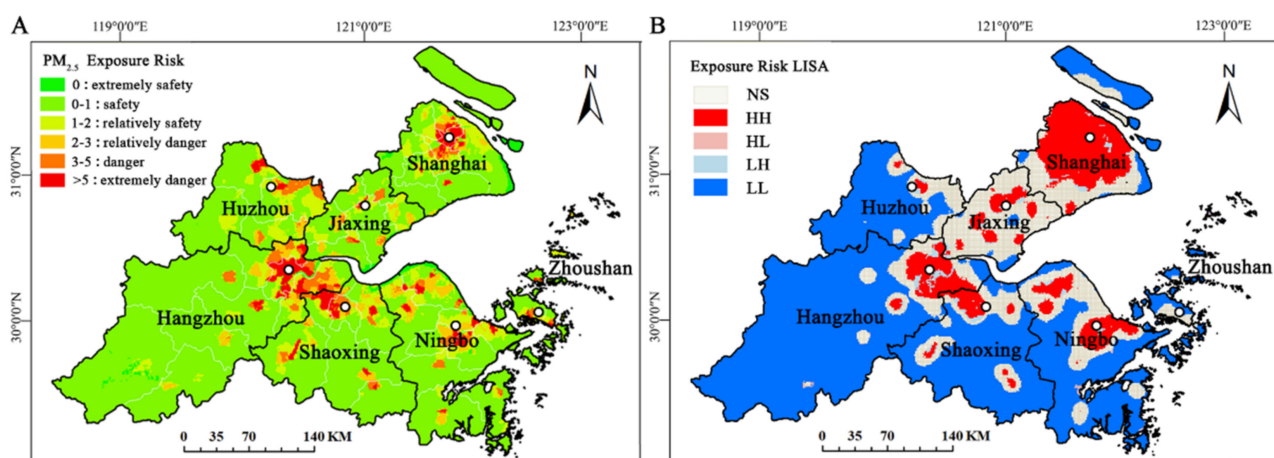 A
119°0'0"E
121°0'0"E
123°0'0"E
PM2.5 Exposure Risk
0 : extremely safety
0-1 : safety
1-2 : relatively safety
2-3 : relatively danger
3-5 : danger
>5 : extremely danger
N
31°0'0"N
30°0'0"N
Shanghai
Huzhou
Jiaxing
Zhoushan
Hangzhou
Shaoxing
Ningbo
0 35 70 140 KM
B
119°0'0"E
121°0'0"E
123°0'0"E
Exposure Risk LISA
NS
HH
HL
LH
LL
N
31°0'0"N
30°0'0"N
Shanghai
Huzhou
Jiaxing
Zhoushan
Hangzhou
Shaoxing
Ningbo
0 35 70 140 KM